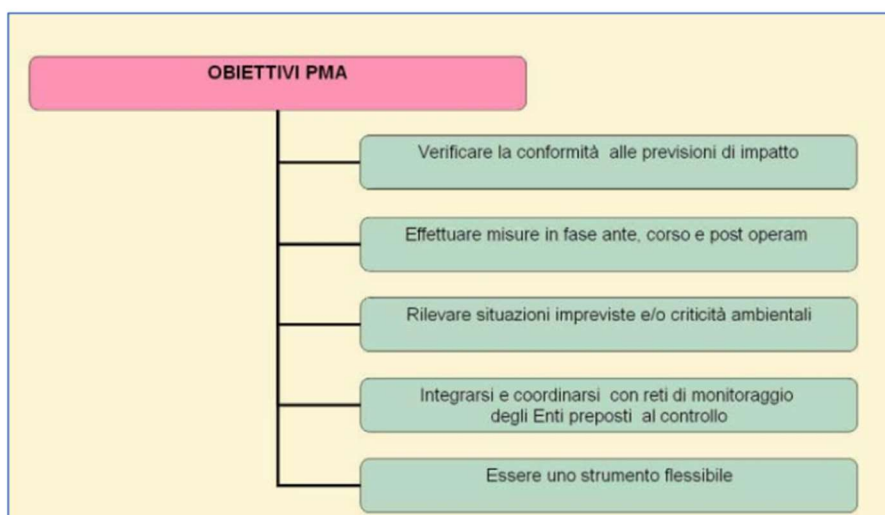 OBIETTIVI PMA
Verificare la conformità alle previsioni di impatto
Effettuare misure in fase ante, corso e post operam
Rilevare situazioni impreviste e/o criticità ambientali
Integrarsi e coordinarsi con reti di monitoraggio
degli Enti preposti al controllo
Essere uno strumento flessibile